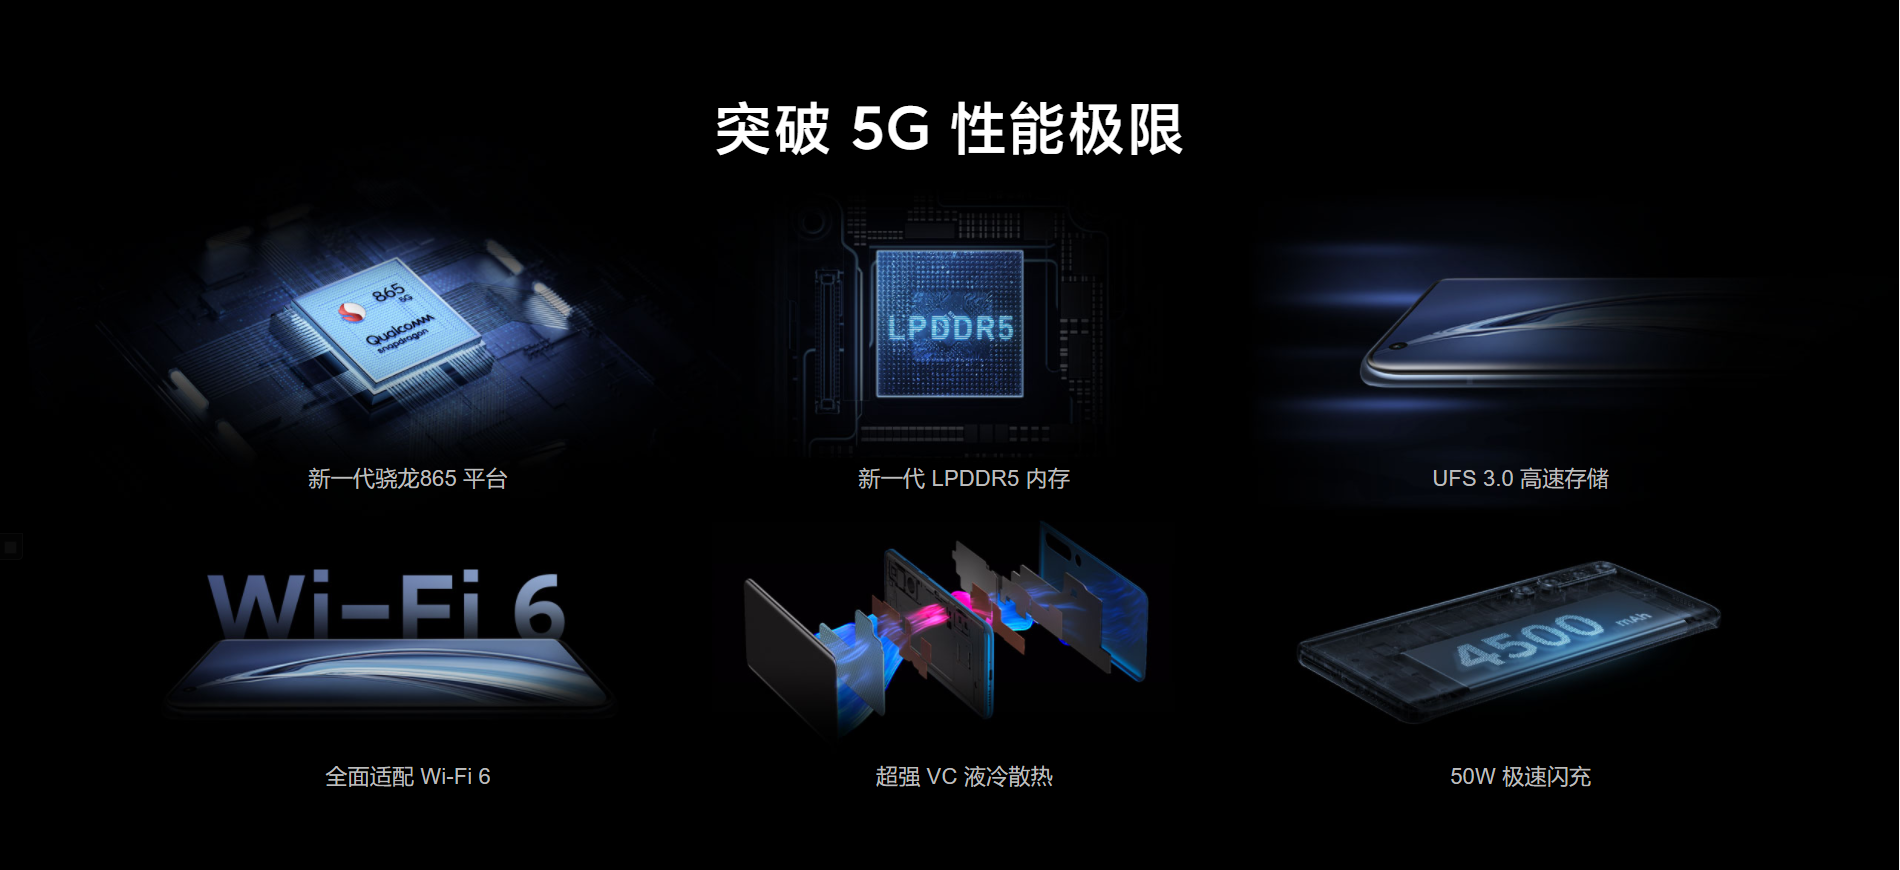 突破 5G 性能极限
865
5G
Qualcomm
snapdragon
LPDDR5
新一代骁龙865 平台
新一代 LPDDR5 内存
UFS 3.0 高速存储
Wi-Fi 6
4500 mAh
全面适配 Wi-Fi 6
超强 VC 液冷散热
50W 极速闪充